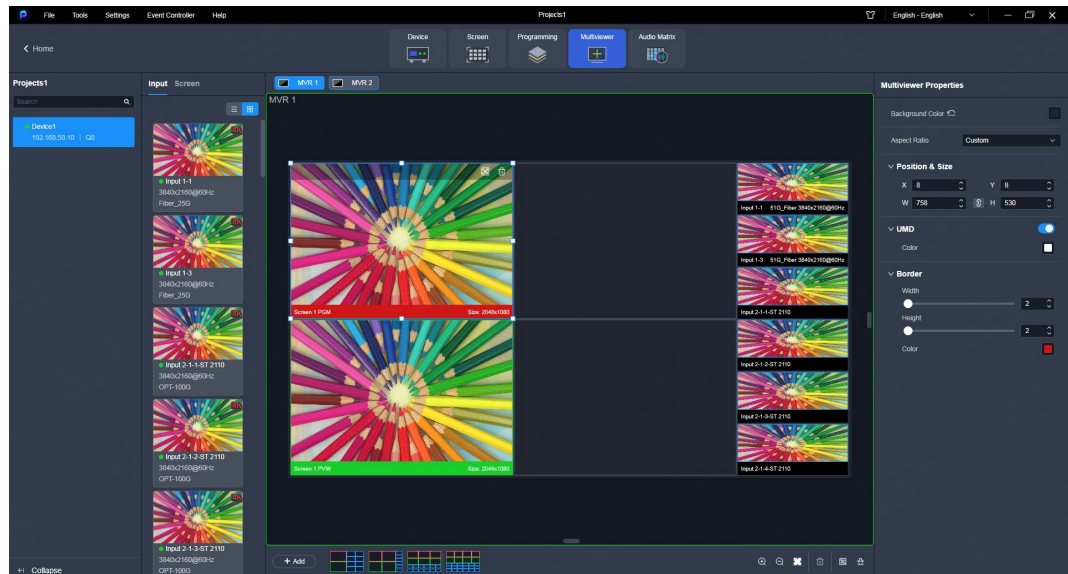 File Tools Settings Event Controller Help
Projects1
English - English
Home
Device Screen Programming Multiviewer Audio Matrix
Projects1
Search
Device1
192.168.50.10 | Q8
Collapse
Input Screen
4K
Input 1-1
3840x2160@60Hz
Fiber_25G
4K
Input 1-3
3840x2160@60Hz
Fiber_25G
4K
Input 2-1-1-ST 2110
3840x2160@60Hz
OPT-100G
4K
Input 2-1-2-ST 2110
3840x2160@60Hz
OPT-100G
4K
Input 2-1-3-ST 2110
3840x2160@60Hz
OPT-100G
MVR 1 MVR 2
MVR 1
Screen 1 PGM Size: 2048x1080
Screen 1 PVW Size: 2048x1080
Input 1-1 51G_Fiber 3840x2160@60Hz
Input 1-3 51G_Fiber 3840x2160@60Hz
Input 2-1-1-ST 2110
Input 2-1-2-ST 2110
Input 2-1-3-ST 2110
Input 2-1-4-ST 2110
+ Add
Multiviewer Properties
Background Color
Aspect Ratio Custom
Position & Size
X 8 Y 8
W 758 H 530
UMD
Color
Border
Width
2
Height
2
Color